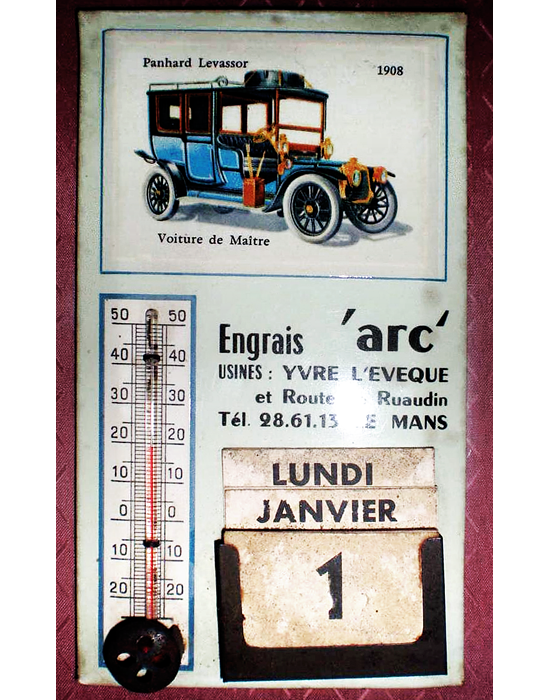 Panhard Levassor 1908
Voiture de Maître
50 50
40 40
30 30
20 20
10 10
0 0
10 10
20 20
Engrais 'arc'
USINES : YVRE L'EVEQUE
et Route Ruaudin
Tél. 28.61.13 E MANS
LUNDI
JANVIER
1